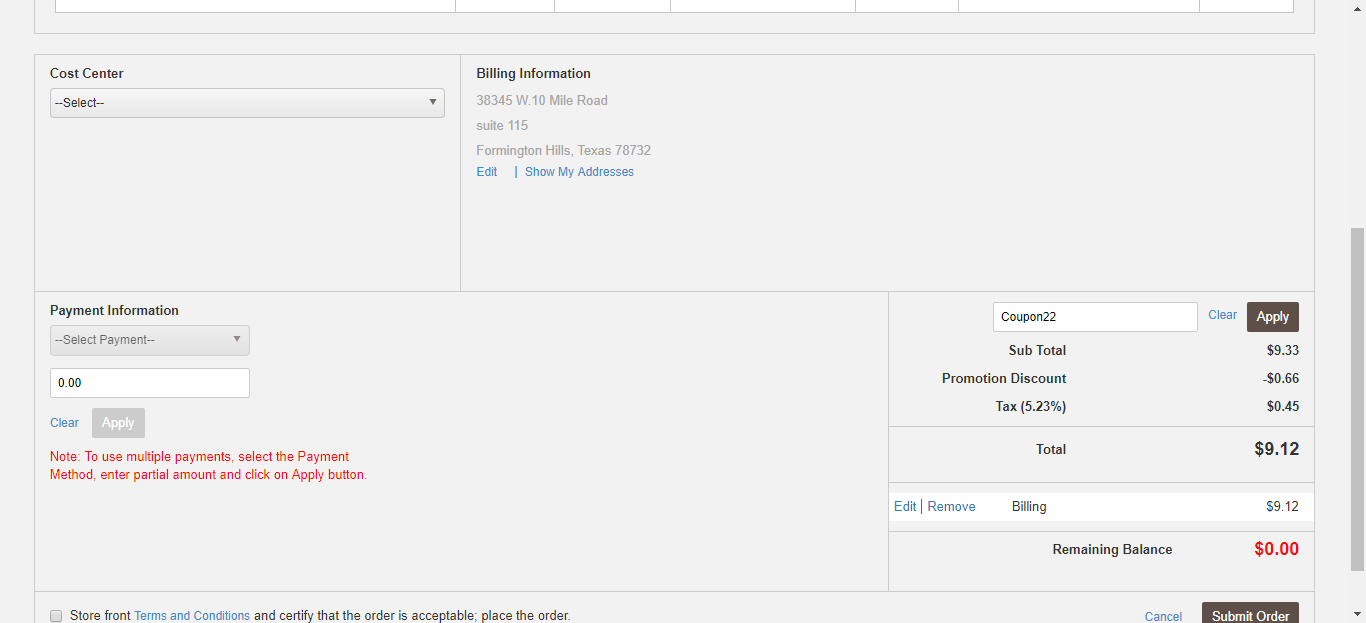 Cost Center
--Select--
Billing Information
38345 W.10 Mile Road
suite 115
Formington Hills, Texas 78732
Edit | Show My Addresses
Payment Information
--Select Payment--
0.00
Clear Apply
Note: To use multiple payments, select the Payment
Method, enter partial amount and click on Apply button.
Coupon22 Clear Apply
Sub Total $9.33
Promotion Discount -$0.66
Tax (5.23%) $0.45
Total $9.12
Edit | Remove Billing $9.12
Remaining Balance $0.00
Store front Terms and Conditions and certify that the order is acceptable; place the order.
Cancel Submit Order